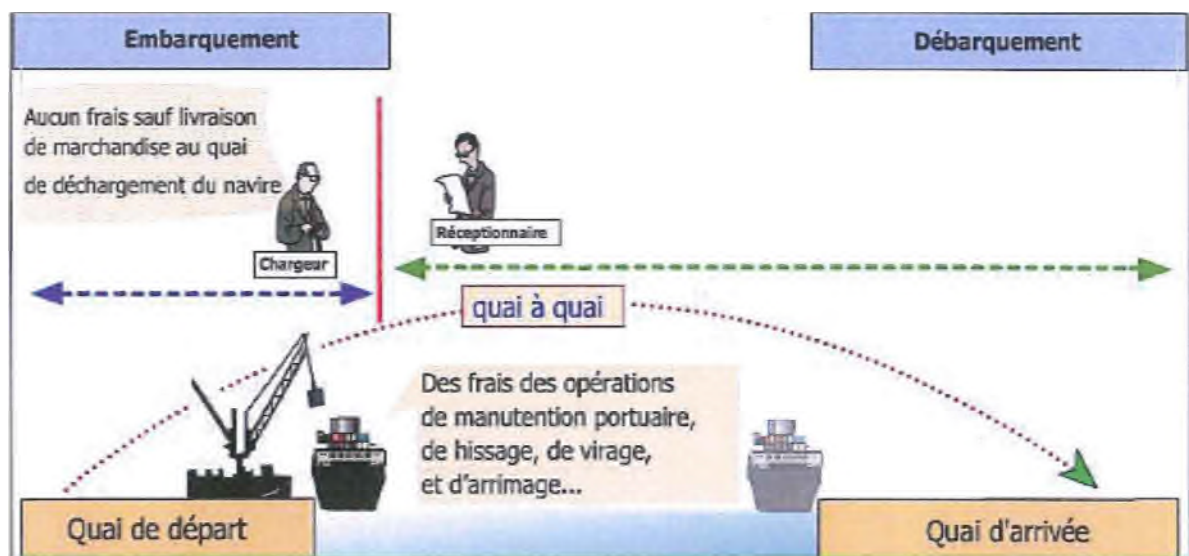 Embarquement
Débarquement
Aucun frais sauf livraison
de marchandise au quai
de déchargement du navire
Chargeur
Réceptionnaire
quai à quai
Des frais des opérations
de manutention portuaire,
de hissage, de virage,
et d'arrimage...
Quai de départ
Quai d'arrivée